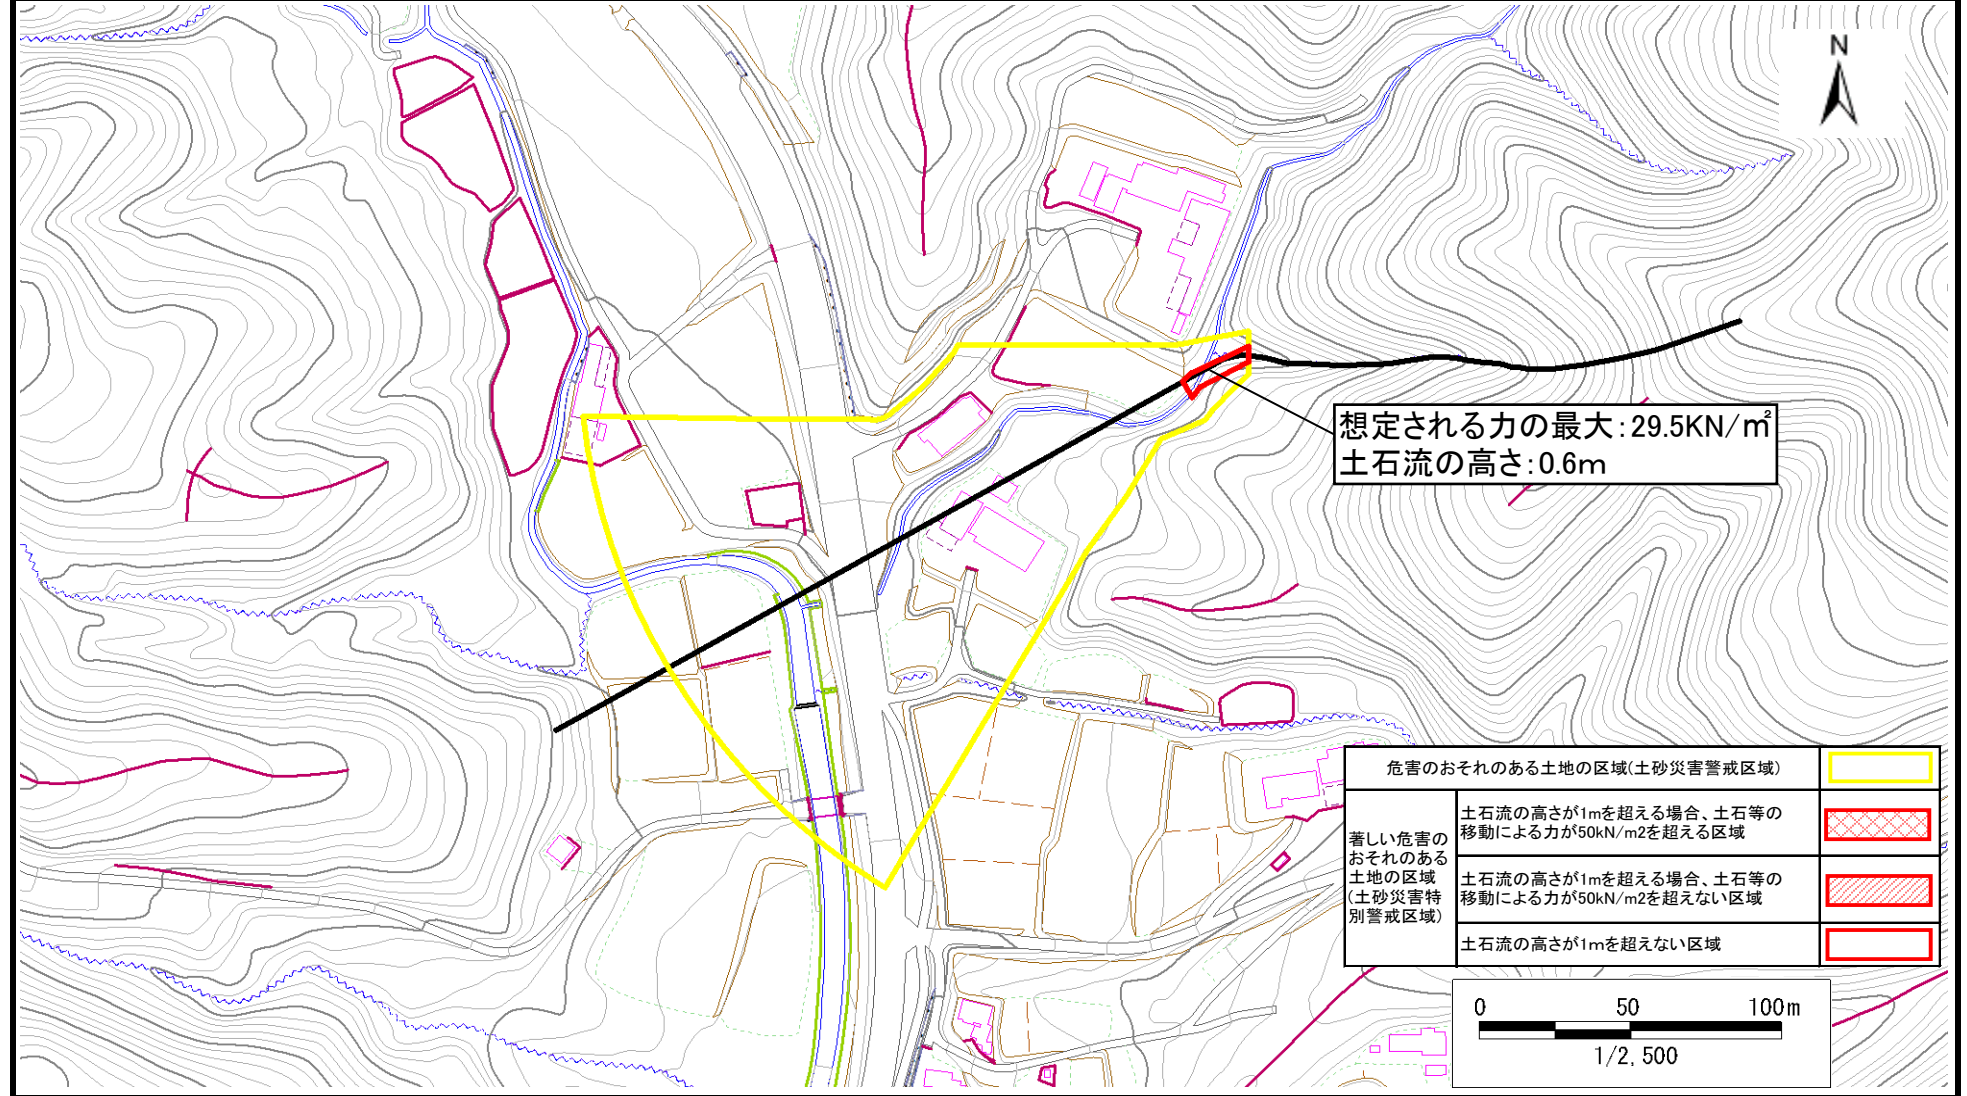 N
想定される力の最大:29.5KN/㎡
土石流の高さ:0.6m
危害のおそれのある土地の区域(土砂災害警戒区域)
著しい危害の
おそれのある
土地の区域
(土砂災害特
別警戒区域)
土石流の高さが1mを超える場合、土石等の
移動による力が50kN/m2を超える区域
土石流の高さが1mを超える場合、土石等の
移動による力が50kN/m2を超えない区域
土石流の高さが1mを超えない区域
0 50 100m
1/2,500